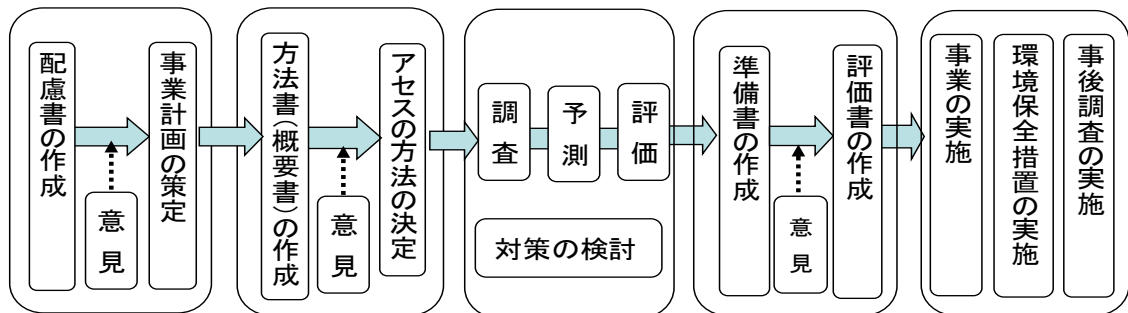 配慮書の作成
意見
事業計画の策定
方法書(概要書)の作成
意見
アセスの方法の決定
調査
予測
評価
対策の検討
準備書の作成
意見
評価書の作成
事業の実施
環境保全措置の実施
事後調査の実施